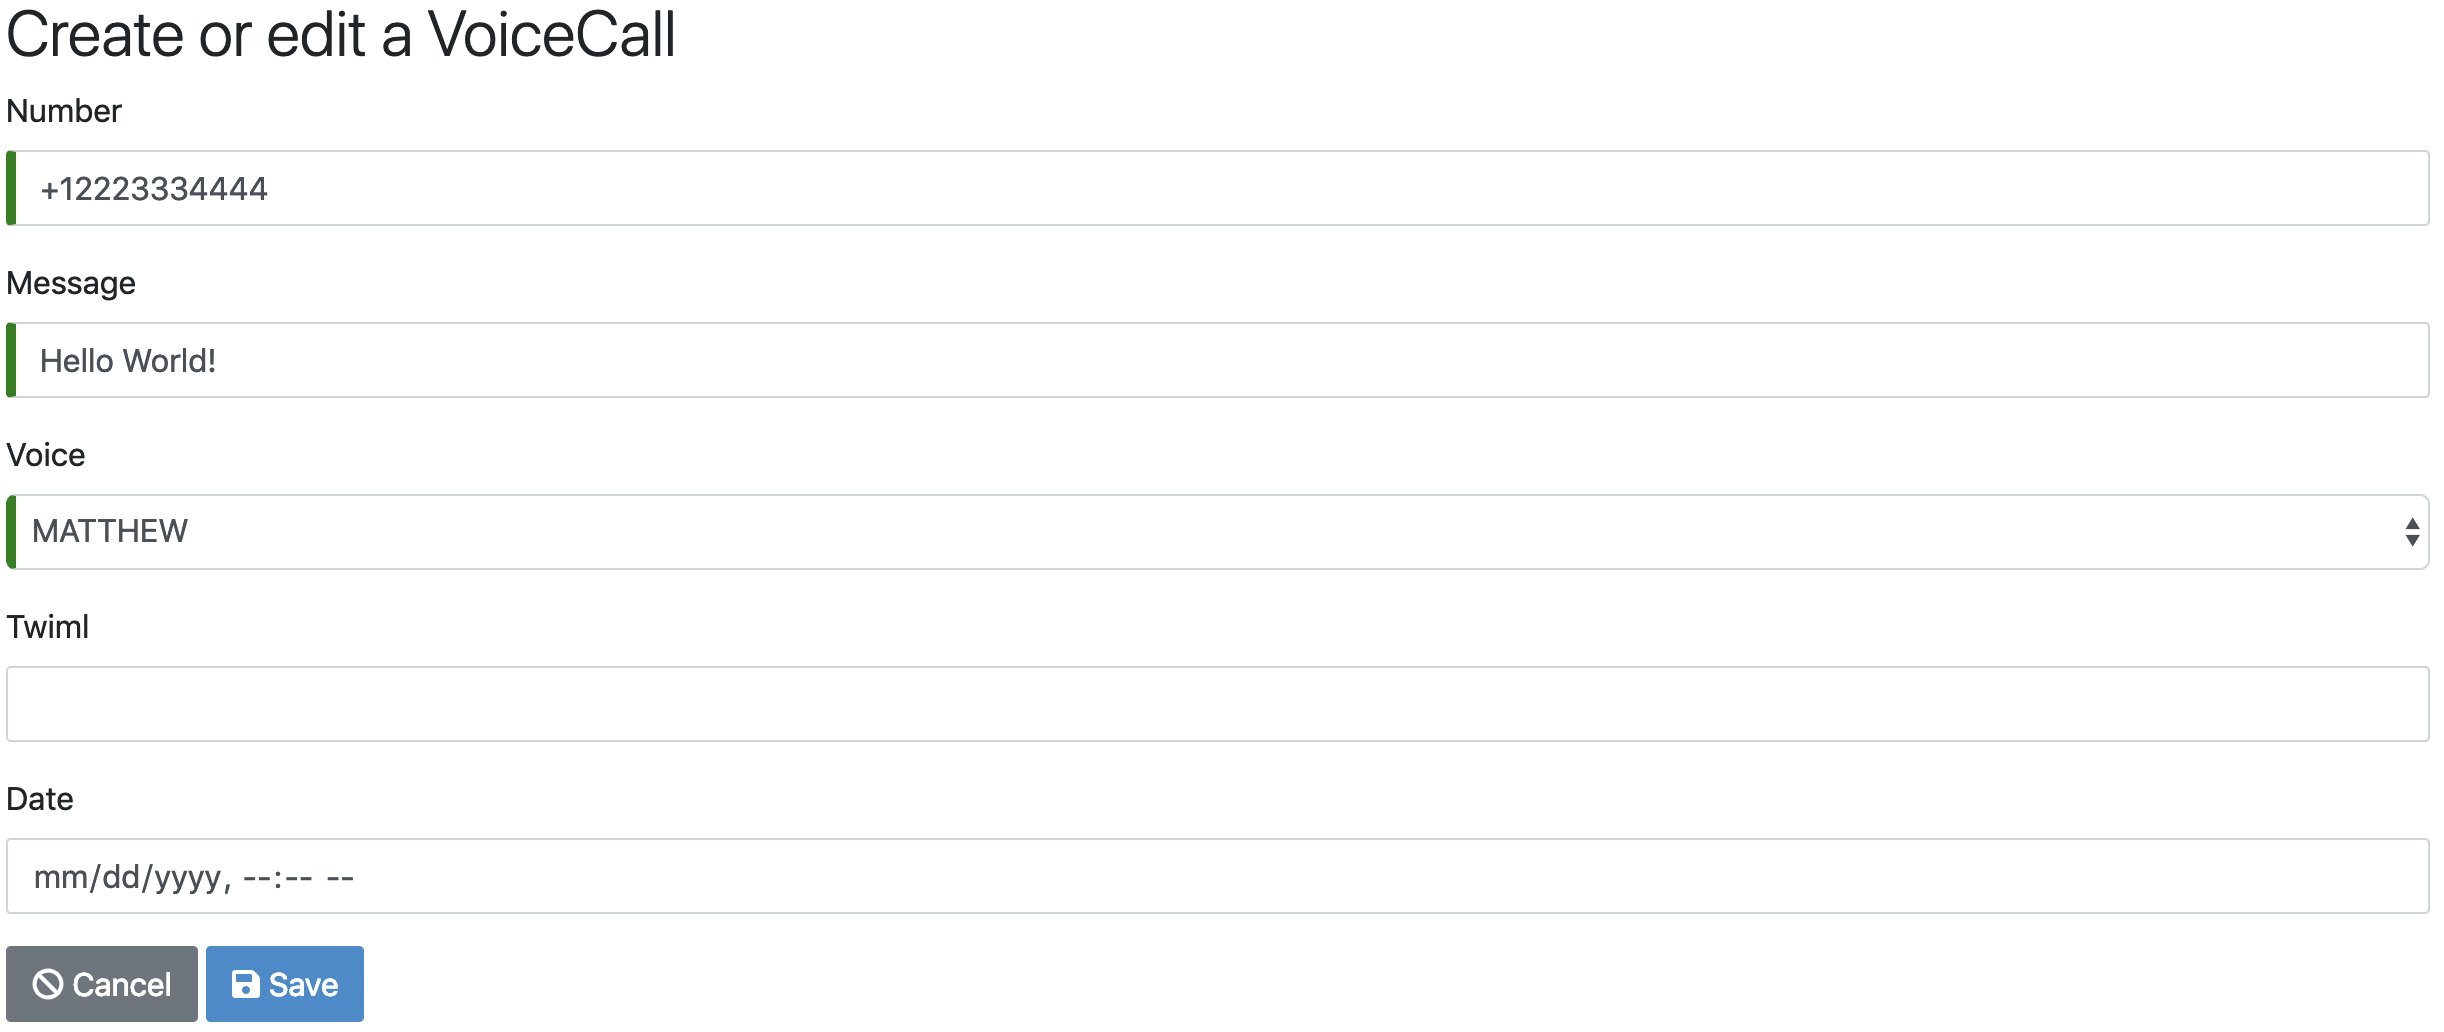 Create or edit a VoiceCall
Number
+12223334444
Message
Hello World!
Voice
MATTHEW
Twiml
Date
mm/dd/yyyy, --:-- --
Cancel Save